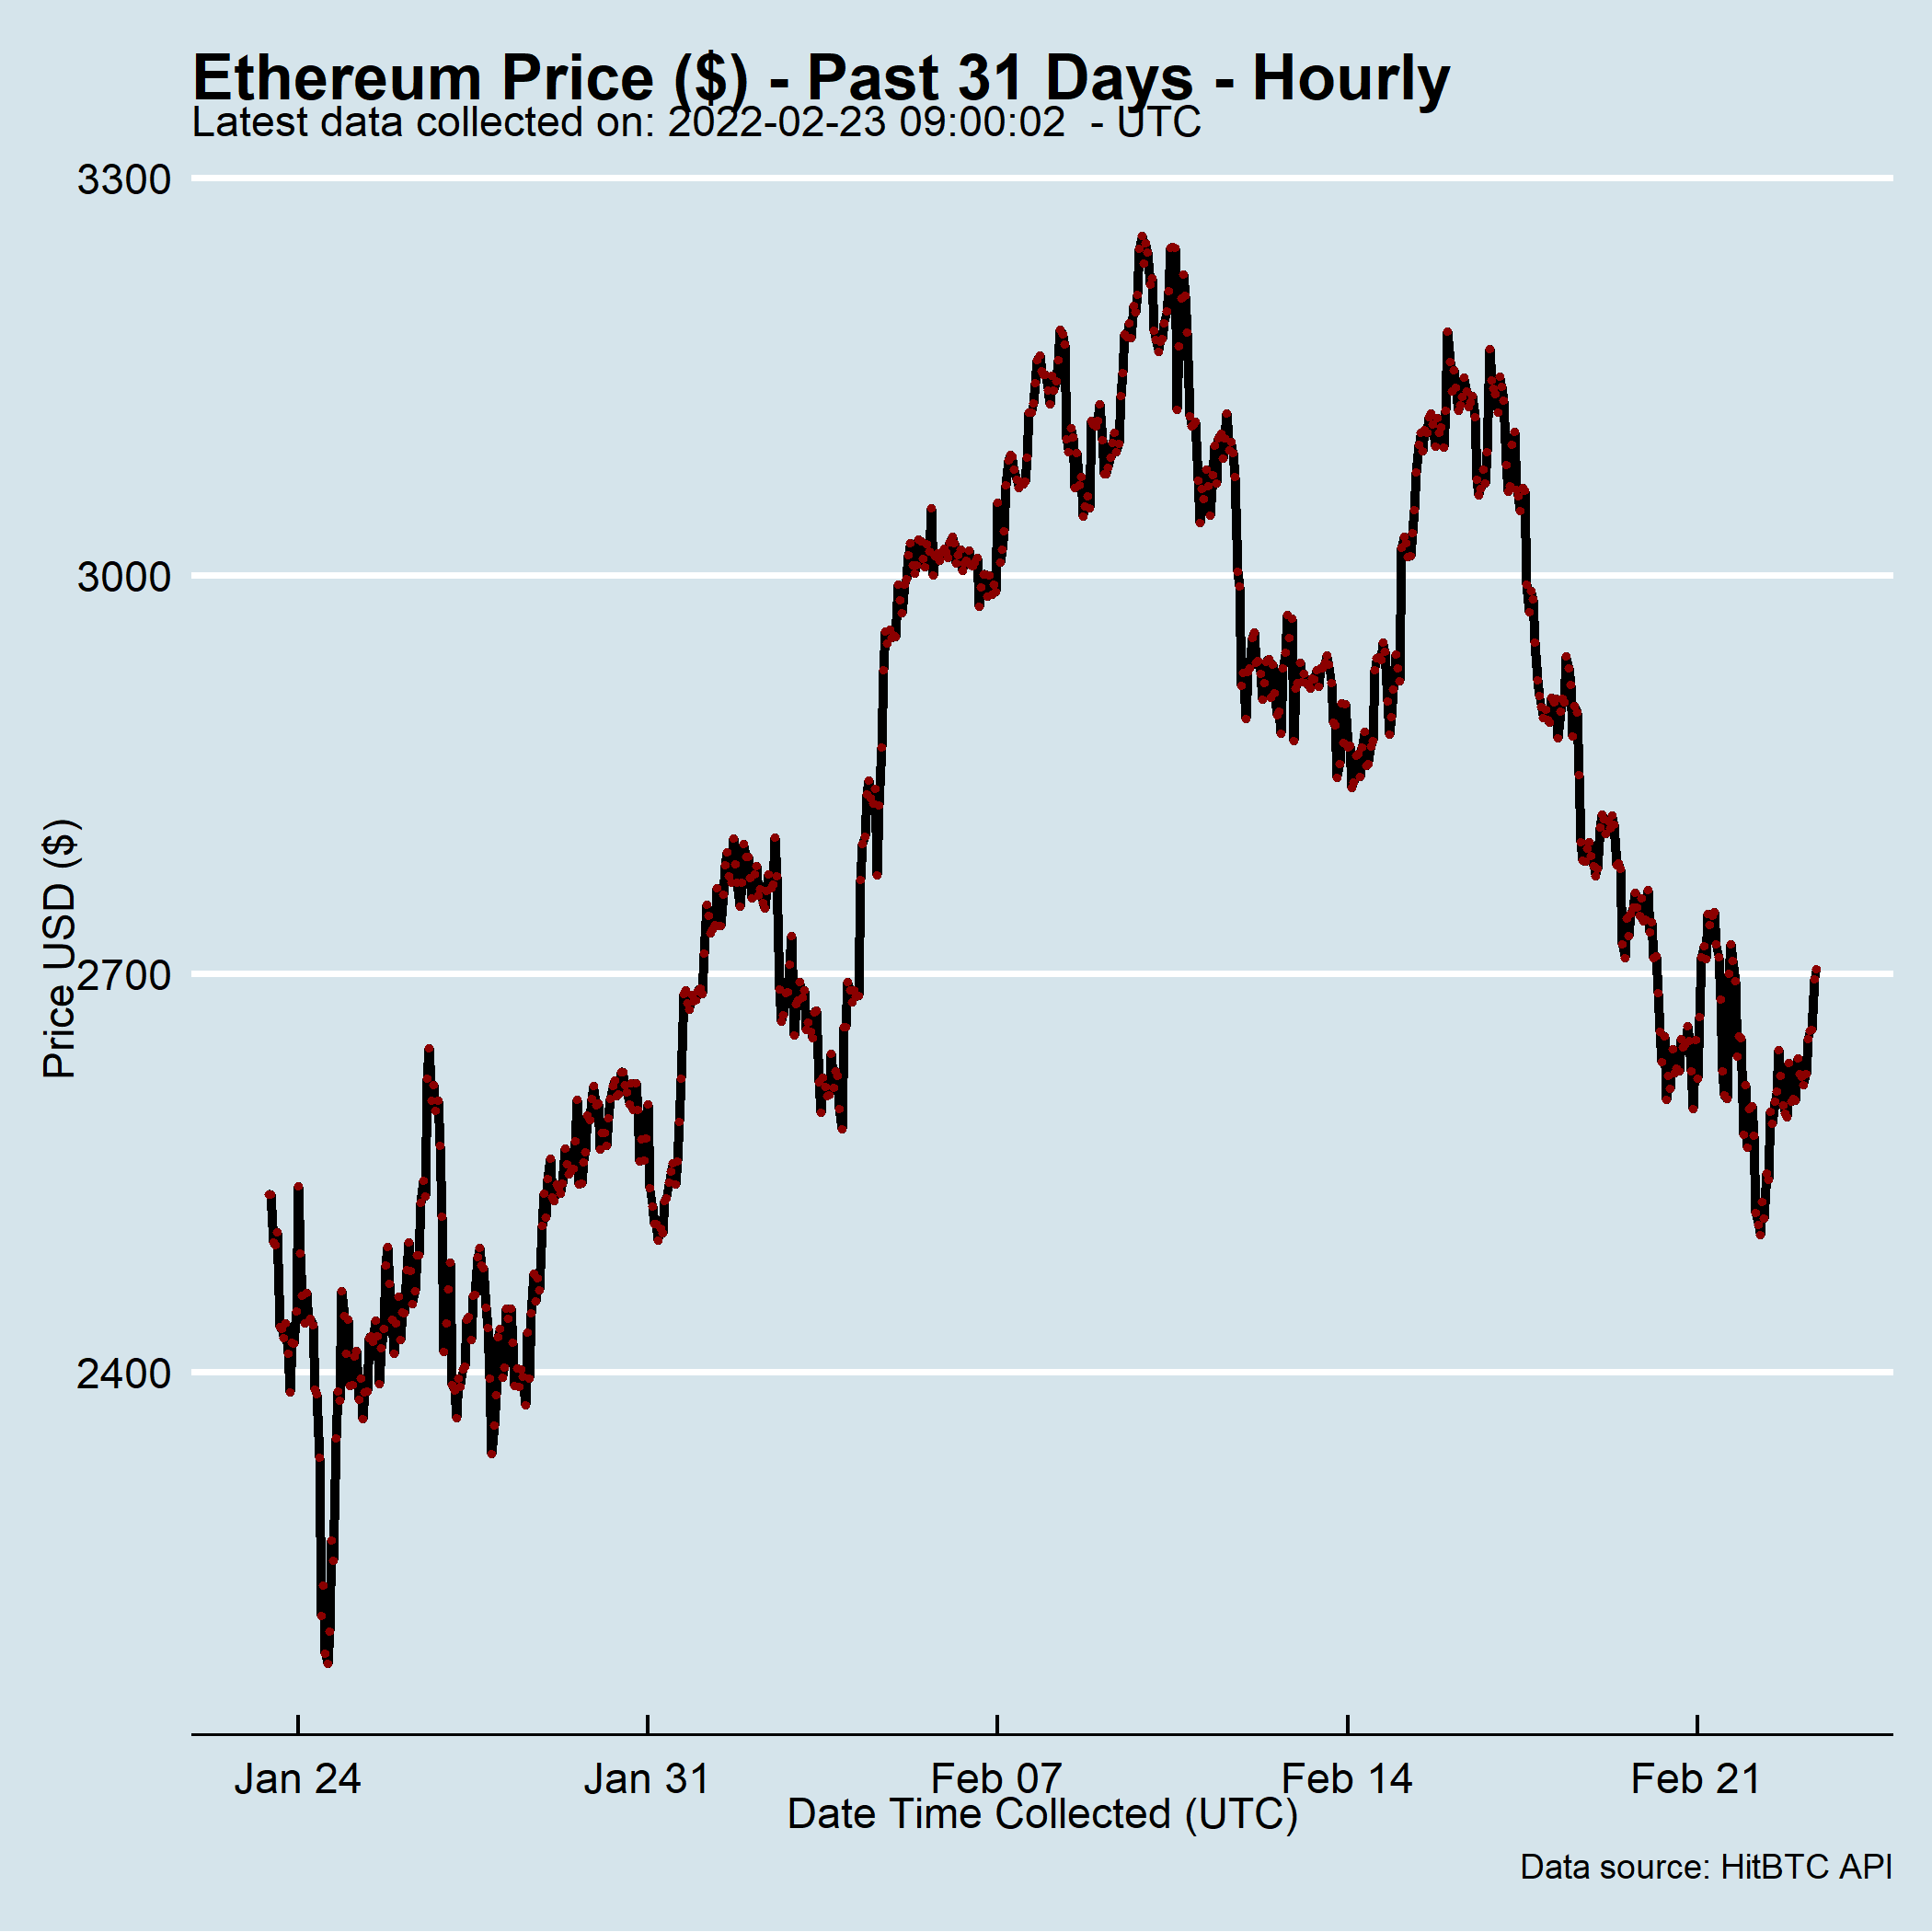 Ethereum Price ($) - Past 31 Days - Hourly
Latest data collected on: 2022-02-23 09:00:02  - UTC
3300
3000
2700
2400
Price USD ($)
Jan 24
Jan 31
Feb 07
Feb 14
Feb 21
Date Time Collected (UTC)
Data source: HitBTC API